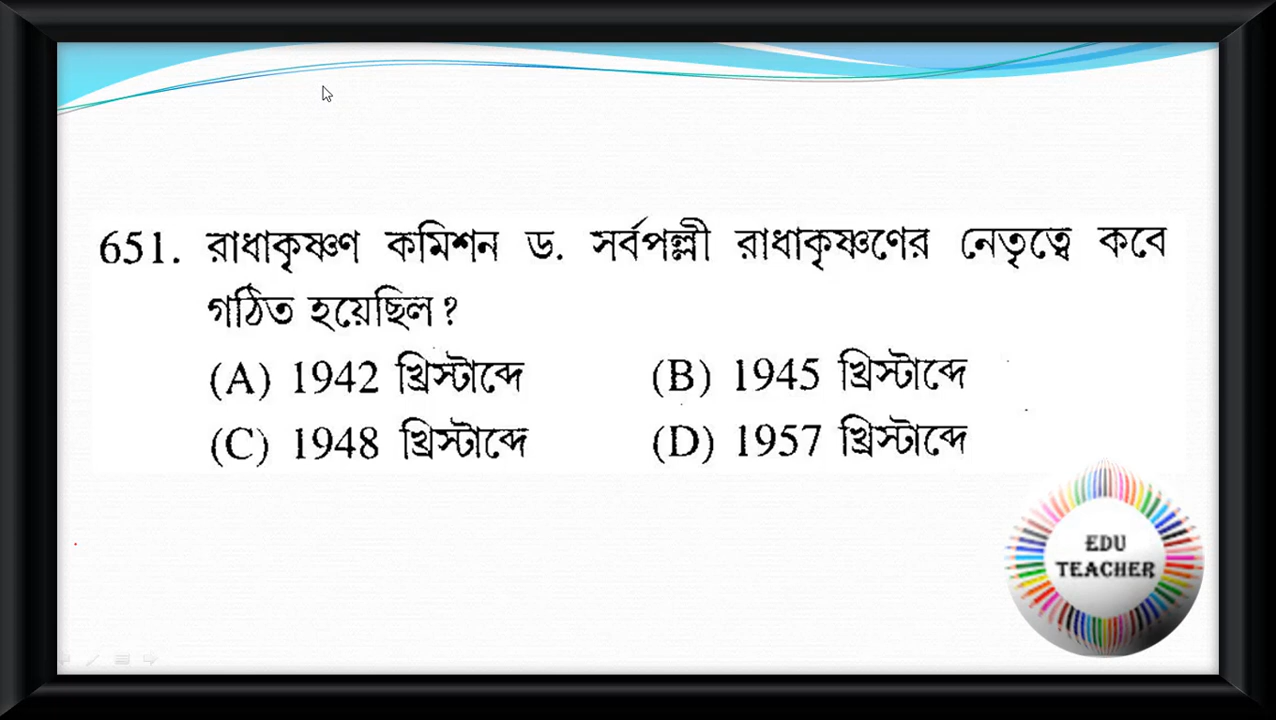 651. রাধাকৃষ্ণণ কমিশন ড. সর্বপল্লী রাধাকৃষ্ণণের নেতৃত্বে কবে
গঠিত হয়েছিল?
(A) 1942 খ্রিস্টাব্দে (B) 1945 খ্রিস্টাব্দে
(C) 1948 খ্রিস্টাব্দে (D) 1957 খ্রিস্টাব্দে
EDU
TEACHER